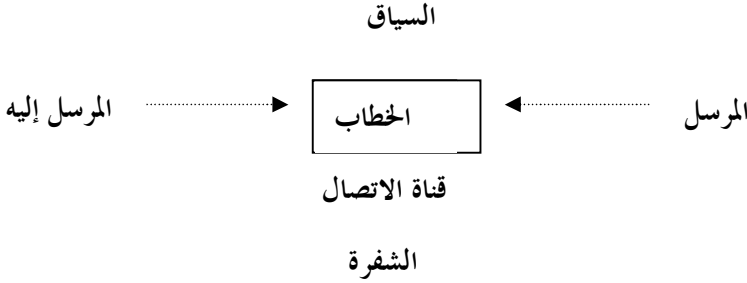 السياق
المرسل
الخطاب
المرسل إليه
قناة الاتصال
الشفرة